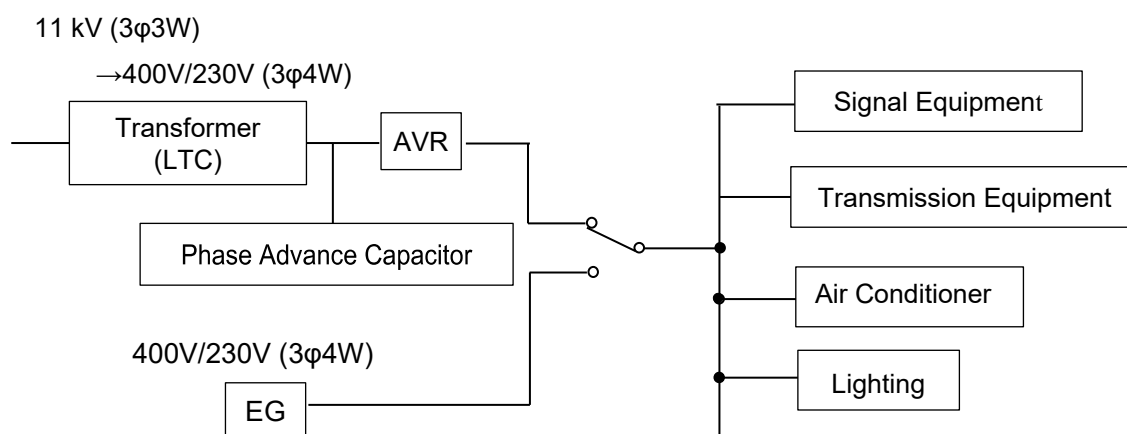 11 kV (3φ3W)
→400V/230V (3φ4W)
Transformer
(LTC)
AVR
Phase Advance Capacitor
400V/230V (3φ4W)
EG
Signal Equipment
Transmission Equipment
Air Conditioner
Lighting